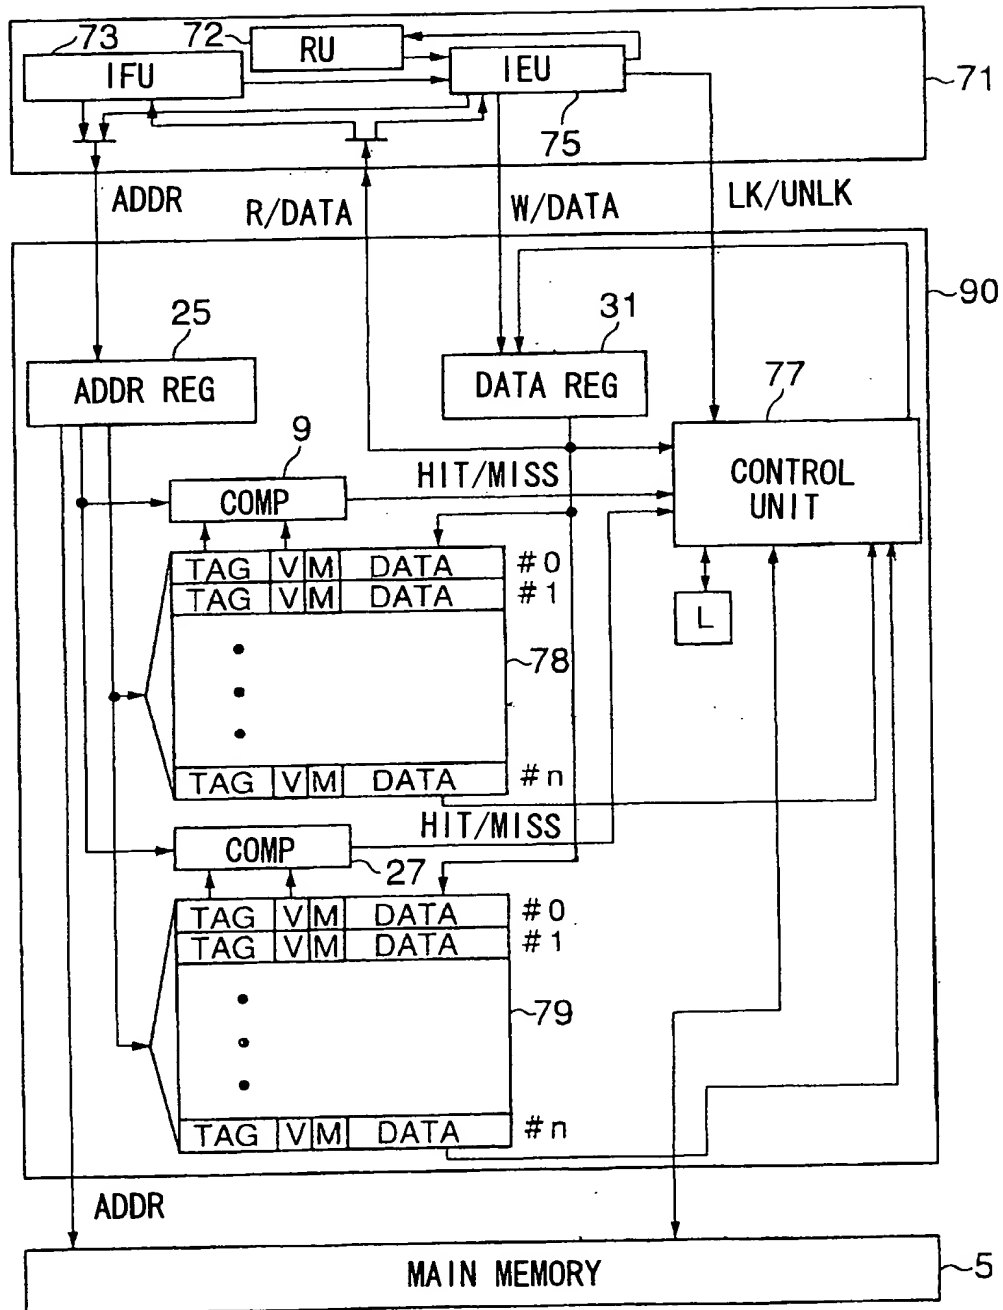 73
72
RU
IFU
IEU
71
75
ADDR
R/DATA
W/DATA
LK/UNLK
90
25
31
ADDR REG
DATA REG
77
9
HIT/MISS
CONTROL
UNIT
COMP
TAG V M DATA #0
TAG V M DATA #1
L
78
TAG V M DATA #n
HIT/MISS
COMP
27
TAG V M DATA #0
TAG V M DATA #1
79
TAG V M DATA #n
ADDR
MAIN MEMORY
5